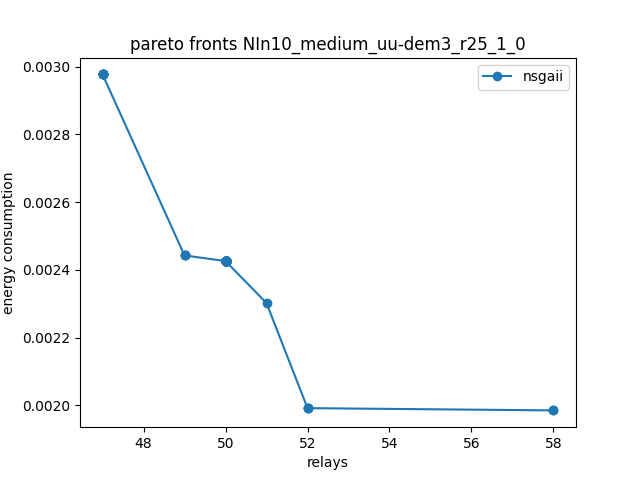 pareto fronts NIn10_medium_uu-dem3_r25_1_0
nsgaii
energy consumption
0.0030
0.0028
0.0026
0.0024
0.0022
0.0020
48 50 52 54 56 58
relays